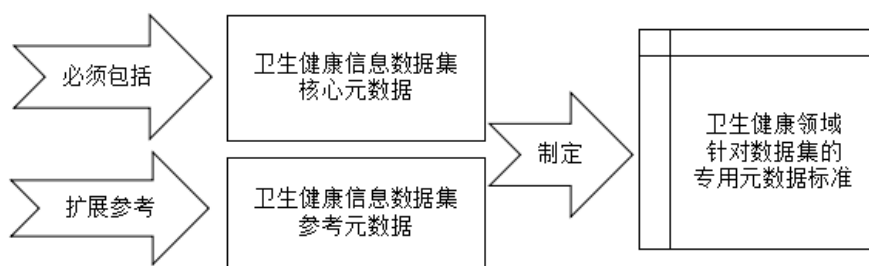 必须包括
卫生健康信息数据集
核心元数据
扩展参考
卫生健康信息数据集
参考元数据
制定
卫生健康领域
针对数据集的
专用元数据标准